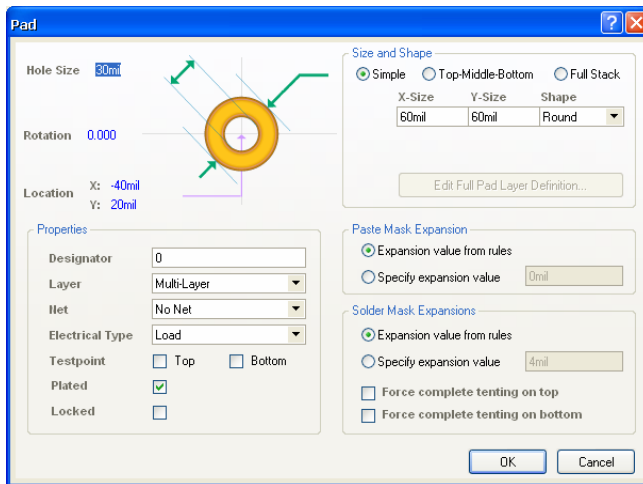 Pad
Hole Size 30mil
Rotation 0.000
Location X: -40mil
Y: 20mil
Size and Shape
Simple Top-Middle-Bottom Full Stack
X-Size Y-Size Shape
60mil 60mil Round
Edit Full Pad Layer Definition...
Properties
Designator 0
Layer Multi-Layer
Net No Net
Electrical Type Load
Testpoint Top Bottom
Plated
Locked
Paste Mask Expansion
Expansion value from rules
Specify expansion value 0mil
Solder Mask Expansions
Expansion value from rules
Specify expansion value 4mil
Force complete tenting on top
Force complete tenting on bottom
OK Cancel